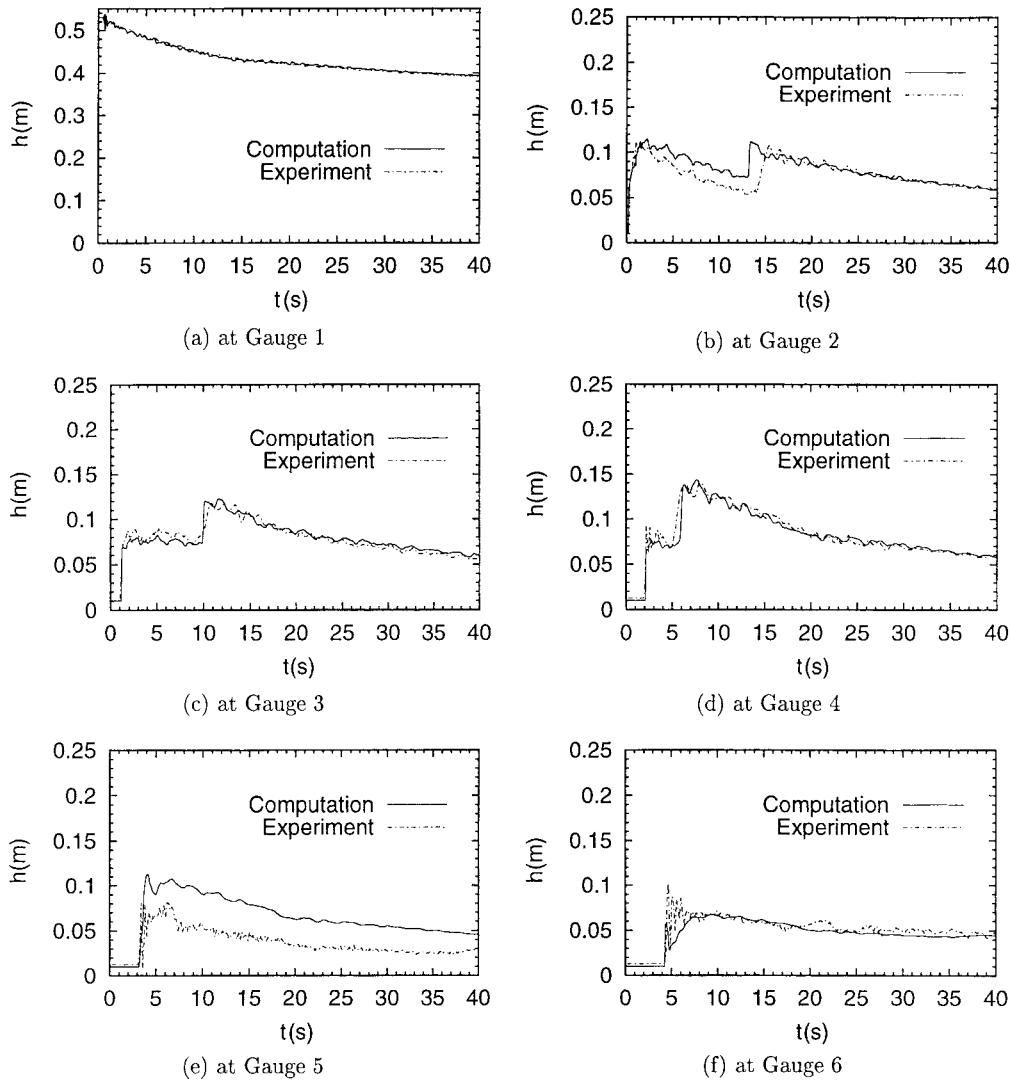 h(m)
0.5
0.4
0.3
0.2
0.1
0
Computation
Experiment
0 5 10 15 20 25 30 35 40
t(s)
(a) at Gauge 1
h(m)
0.25
0.2
0.15
0.1
0.05
0
Computation
Experiment
0 5 10 15 20 25 30 35 40
t(s)
(b) at Gauge 2
h(m)
0.25
0.2
0.15
0.1
0.05
0
Computation
Experiment
0 5 10 15 20 25 30 35 40
t(s)
(c) at Gauge 3
h(m)
0.25
0.2
0.15
0.1
0.05
0
Computation
Experiment
0 5 10 15 20 25 30 35 40
t(s)
(d) at Gauge 4
h(m)
0.25
0.2
0.15
0.1
0.05
0
Computation
Experiment
0 5 10 15 20 25 30 35 40
t(s)
(e) at Gauge 5
h(m)
0.25
0.2
0.15
0.1
0.05
0
Computation
Experiment
0 5 10 15 20 25 30 35 40
t(s)
(f) at Gauge 6